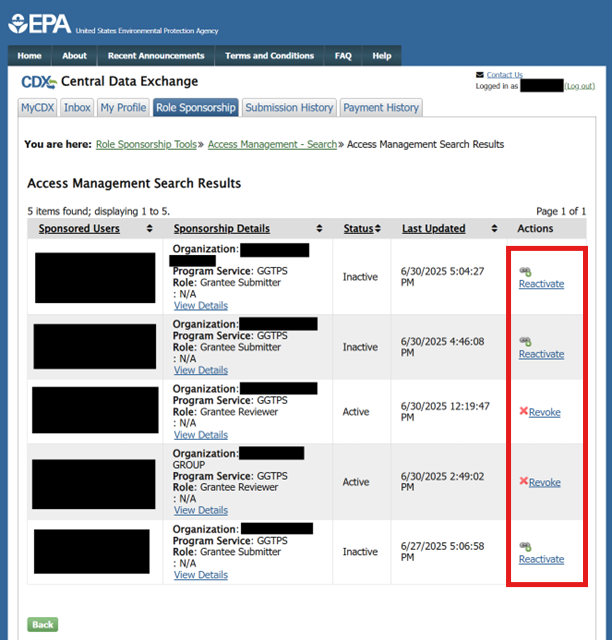 EPA United States Environmental Protection Agency
Home About Recent Announcements Terms and Conditions FAQ Help
Contact Us
CDX Central Data Exchange
Logged in as (Log out)
MyCDX Inbox My Profile Role Sponsorship Submission History Payment History
You are here: Role Sponsorship Tools» Access Management - Search» Access Management Search Results
Access Management Search Results
5 items found; displaying 1 to 5. Page 1 of 1
Sponsored Users Sponsorship Details Status Last Updated Actions
Organization:
Program Service: GGTPS
Role: Grantee Submitter
: N/A
View Details
Inactive
6/30/2025 5:04:27
PM
Reactivate
Organization:
Program Service: GGTPS
Role: Grantee Submitter
: N/A
View Details
Inactive
6/30/2025 4:46:08
PM
Reactivate
Organization:
Program Service: GGTPS
Role: Grantee Reviewer
: N/A
View Details
Active
6/30/2025 12:19:47
PM
Revoke
Organization:
GROUP
Program Service: GGTPS
Role: Grantee Reviewer
: N/A
View Details
Active
6/30/2025 2:49:02
PM
Revoke
Organization:
Program Service: GGTPS
Role: Grantee Submitter
: N/A
View Details
Inactive
6/27/2025 5:06:58
PM
Reactivate
Back